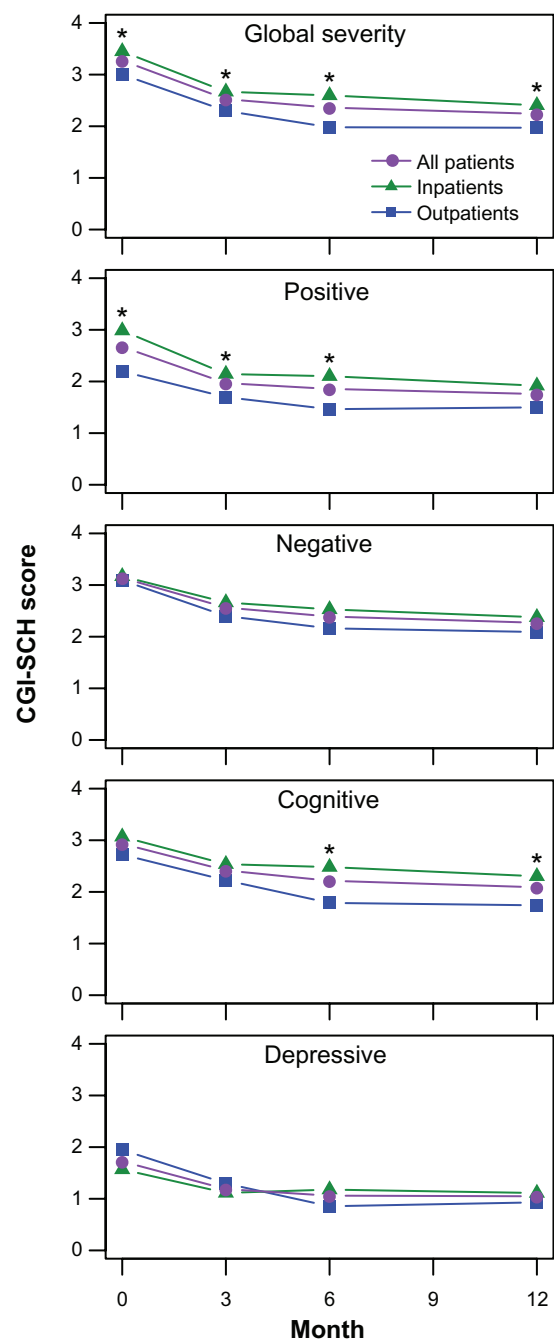 Global severity
4
3
2
1
0
* * * *
All patients
Inpatients
Outpatients
Positive
4
3
2
1
0
* * *
Negative
4
3
2
1
0
Cognitive
4
3
2
1
0
* *
Depressive
4
3
2
1
0
CGI-SCH score
0 3 6 9 12
Month